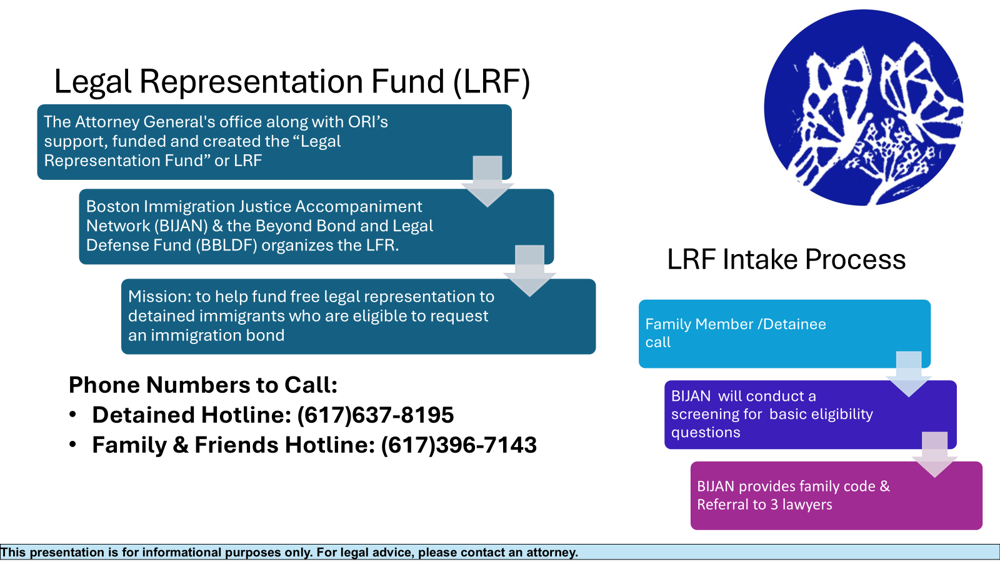 Legal Representation Fund (LRF)
The Attorney General's office along with ORI’s
support, funded and created the “Legal
Representation Fund” or LRF
Boston Immigration Justice Accompaniment
Network (BIJAN) & the Beyond Bond and Legal
Defense Fund (BBLDF) organizes the LFR.
Mission: to help fund free legal representation to
detained immigrants who are eligible to request
an immigration bond
Phone Numbers to Call:
• Detained Hotline: (617)637-8195
• Family & Friends Hotline: (617)396-7143
LRF Intake Process
Family Member /Detainee
call
BIJAN  will conduct a
screening for  basic eligibility
questions
BIJAN provides family code &
Referral to 3 lawyers
This presentation is for informational purposes only. For legal advice, please contact an attorney.